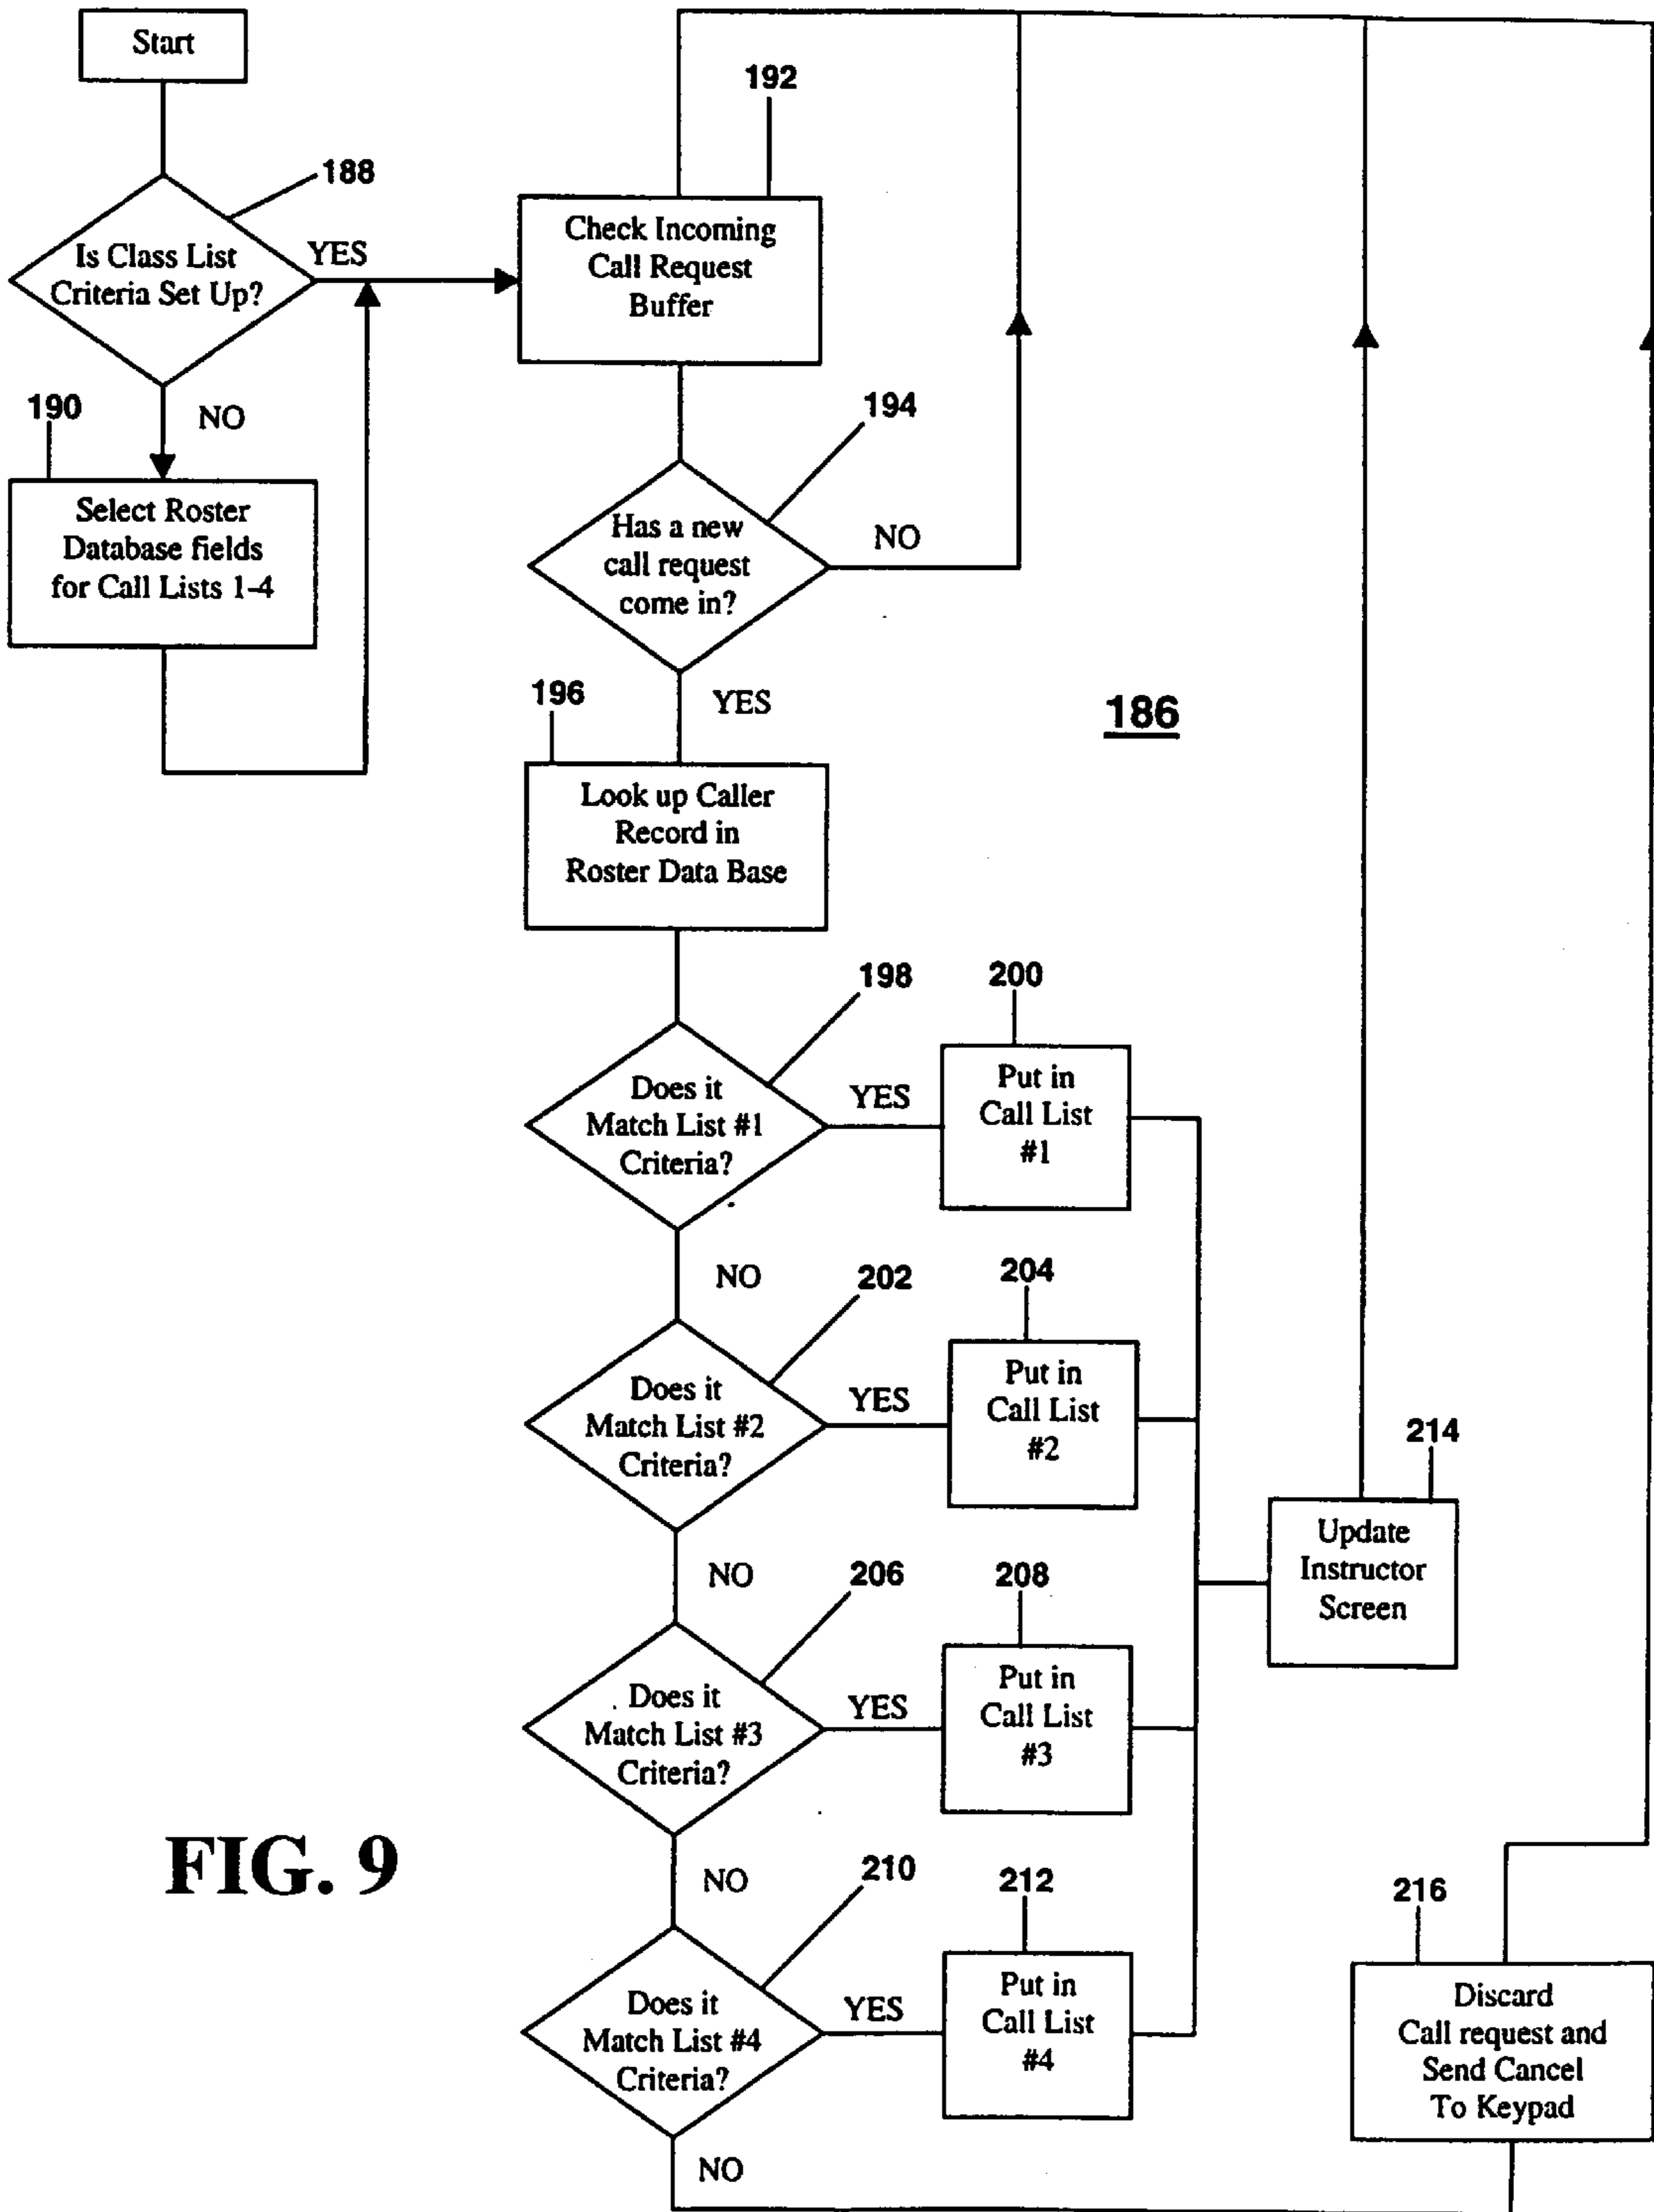 Start
188
Is Class List
Criteria Set Up?
YES
NO
190
Select Roster
Database fields
for Call Lists 1-4
192
Check Incoming
Call Request
Buffer
194
Has a new
call request
come in?
NO
YES
186
196
Look up Caller
Record in
Roster Data Base
198
Does it
Match List #1
Criteria?
YES
200
Put in
Call List
#1
NO
202
Does it
Match List #2
Criteria?
YES
204
Put in
Call List
#2
NO
206
Does it
Match List #3
Criteria?
YES
208
Put in
Call List
#3
214
Update
Instructor
Screen
NO
210
Does it
Match List #4
Criteria?
YES
212
Put in
Call List
#4
NO
216
Discard
Call request and
Send Cancel
To Keypad
FIG. 9